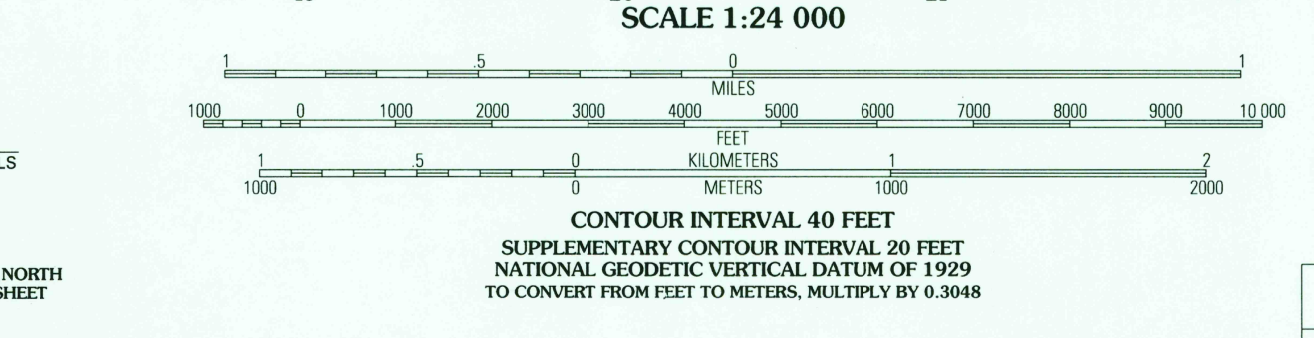 SCALE 1:24 000
1 .5 0 1
MILES
1000 0 1000 2000 3000 4000 5000 6000 7000 8000 9000 10 000
FEET
LS
1 .5 0 KILOMETERS 1 2
1000 0 METERS 1000 2000
CONTOUR INTERVAL 40 FEET
SUPPLEMENTARY CONTOUR INTERVAL 20 FEET
NATIONAL GEODETIC VERTICAL DATUM OF 1929
TO CONVERT FROM FEET TO METERS, MULTIPLY BY 0.3048
NORTH
SHEET